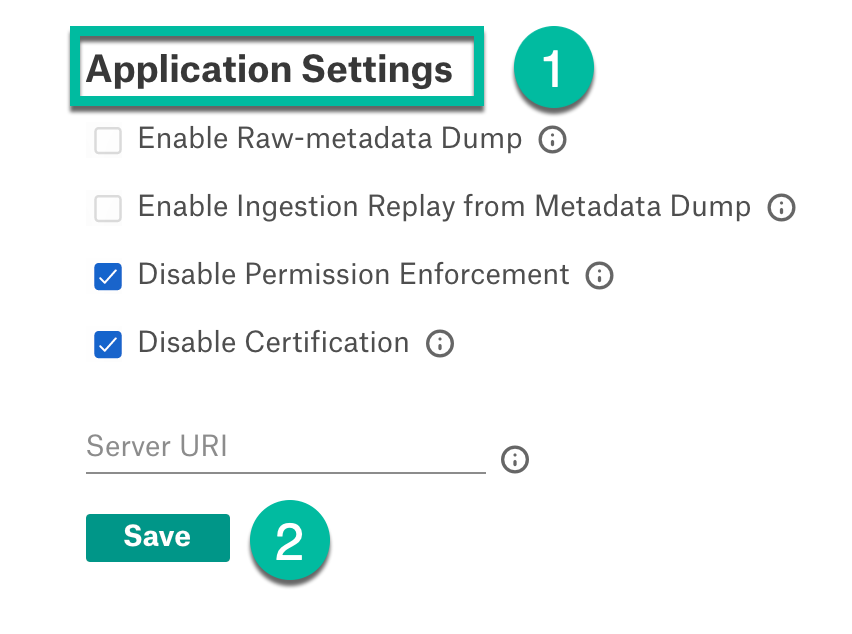 Application Settings 1
Enable Raw-metadata Dump
Enable Ingestion Replay from Metadata Dump
Disable Permission Enforcement
Disable Certification
Server URI
Save 2